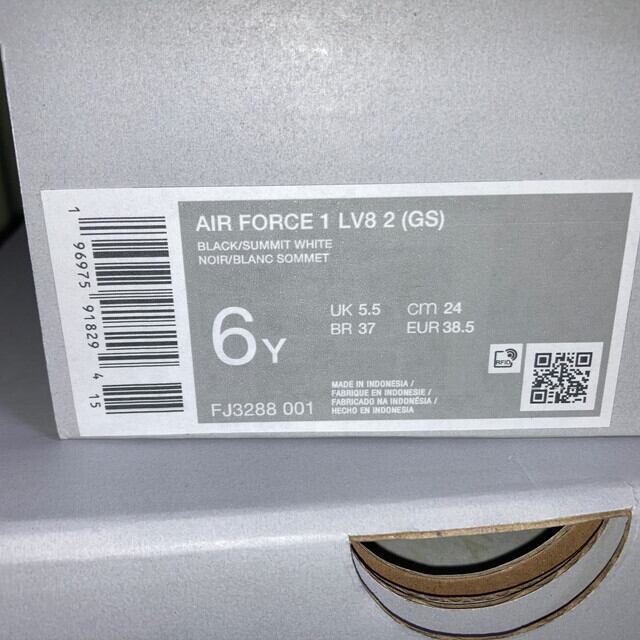 AIR FORCE 1 LV8 2 (GS)
BLACK/SUMMIT WHITE
NOIR/BLANC SOMMET
6Y
UK 5.5 cm 24
BR 37 EUR 38.5
RFID
MADE IN INDONESIA /
FABRIQUE EN INDONESIE /
FABRICADO NA INDONÉSIA /
HECHO EN INDONESIA
FJ3288 001
1 96975 91829 4 15